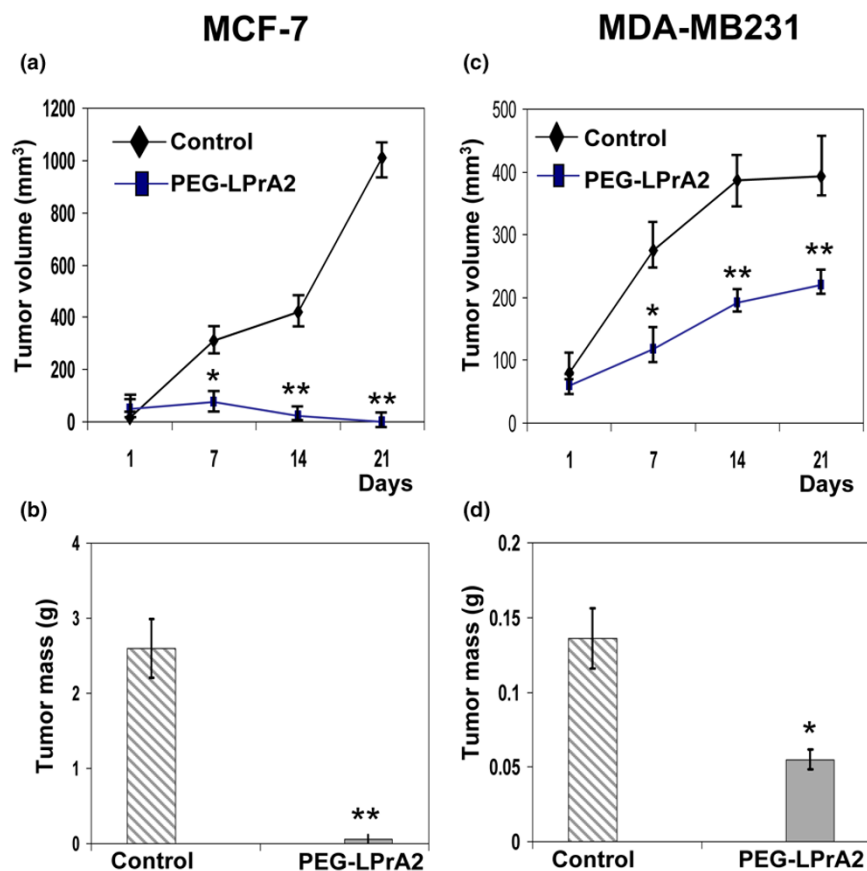 MCF-7
(a)
Tumor volume (mm³)
1200
1000
800
600
400
200
0
Control
PEG-LPrA2
*
**
**
1 7 14 21
Days
MDA-MB231
(c)
Tumor volume (mm³)
500
400
300
200
100
0
Control
PEG-LPrA2
*
**
**
1 7 14 21
Days
(b)
Tumor mass (g)
4
3
2
1
0
**
Control PEG-LPrA2
(d)
Tumor mass (g)
0.2
0.15
0.1
0.05
0
*
Control PEG-LPrA2